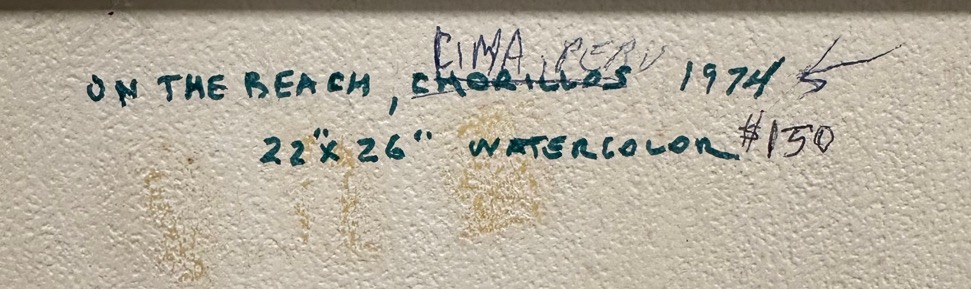 LIMA, PERU
ON THE BEACH, CHORILLOS 1974
22"X 26" WATERCOLOR $150